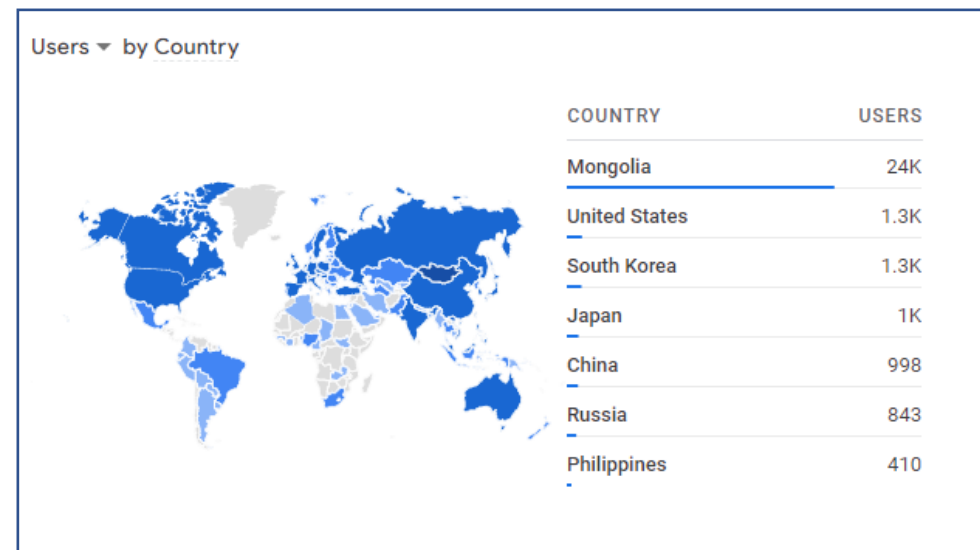 Users by Country
COUNTRY USERS
Mongolia 24K
United States 1.3K
South Korea 1.3K
Japan 1K
China 998
Russia 843
Philippines 410